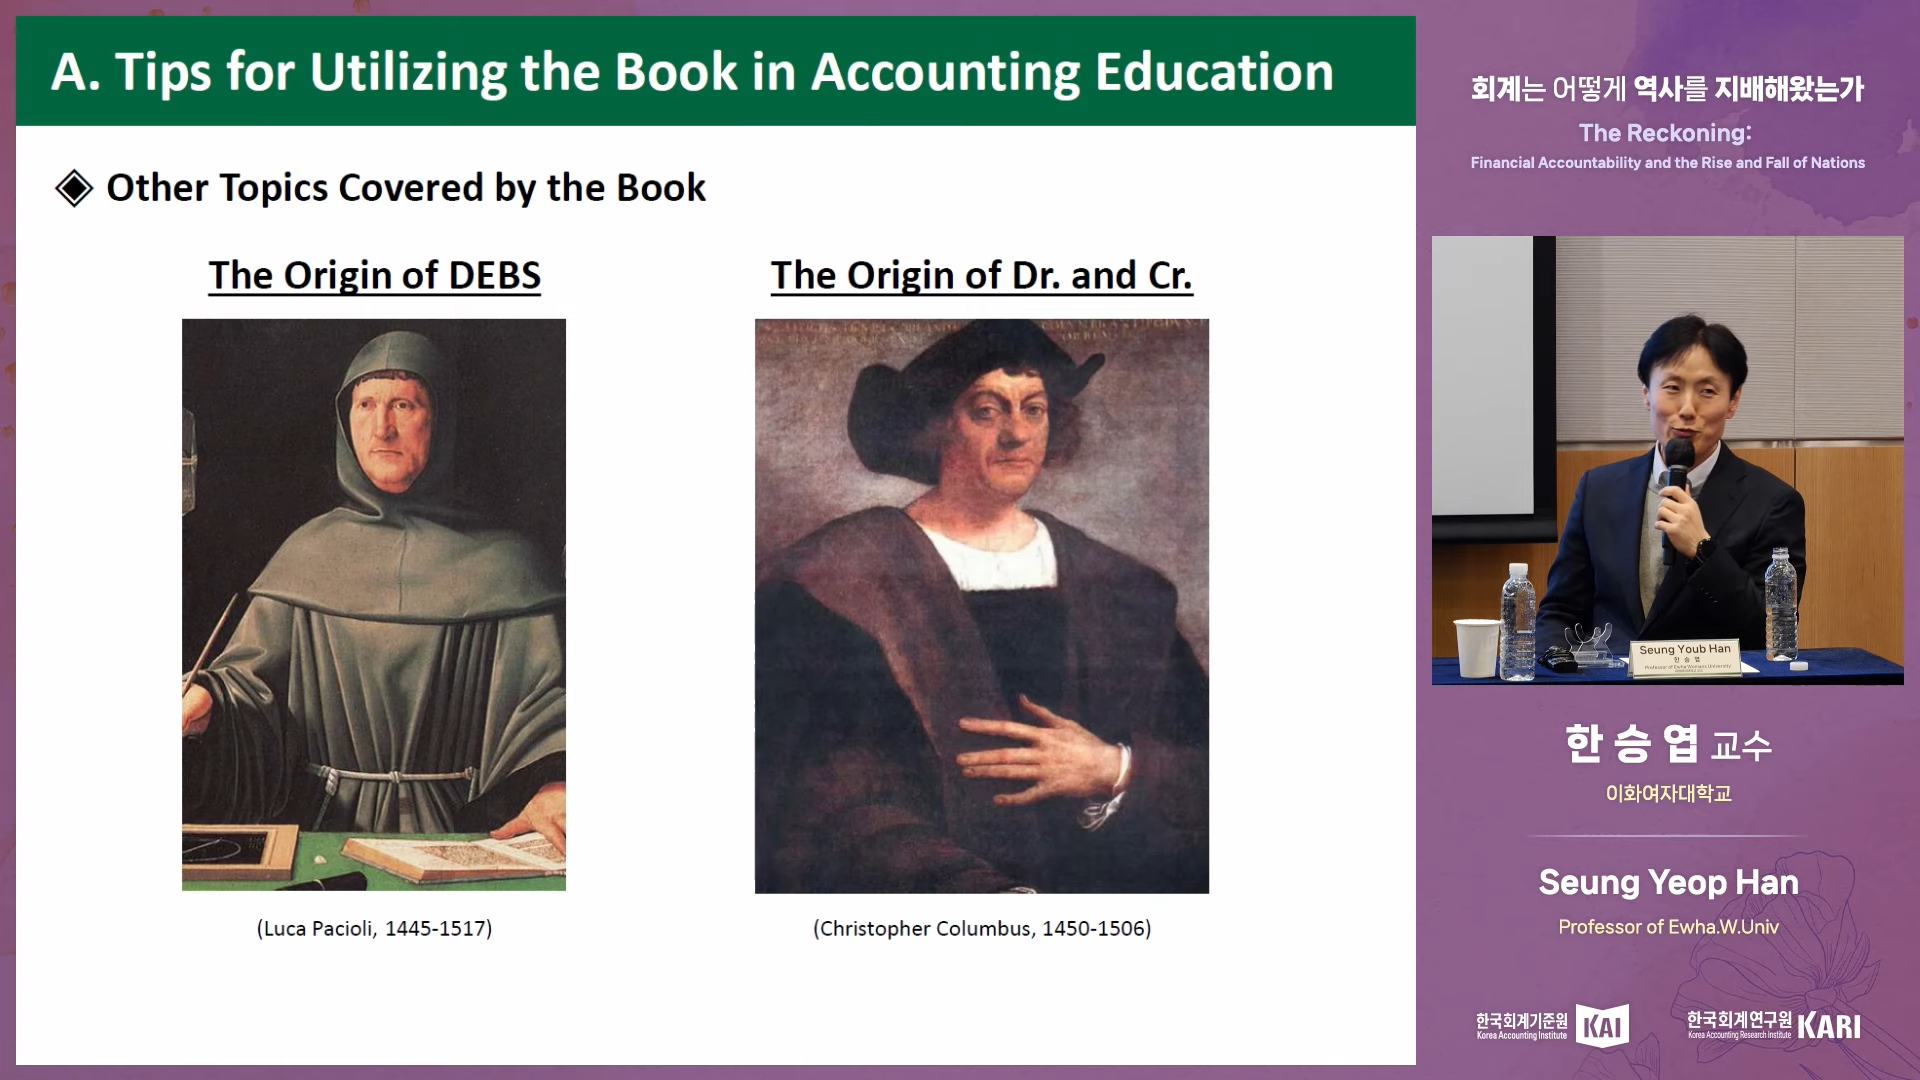 A. Tips for Utilizing the Book in Accounting Education
Other Topics Covered by the Book
The Origin of DEBS
The Origin of Dr. and Cr.
(Luca Pacioli, 1445-1517)
(Christopher Columbus, 1450-1506)
회계는 어떻게 역사를 지배해왔는가
The Reckoning:
Financial Accountability and the Rise and Fall of Nations
Seung Youb Han
한 승 엽
Professor of Ewha Womans University
한 승 엽 교수
이화여자대학교
Seung Yeop Han
Professor of Ewha.W.Univ
한국회계기준원
Korea Accounting Institute
KAI
한국회계연구원
Korea Accounting Research Institute
KARI